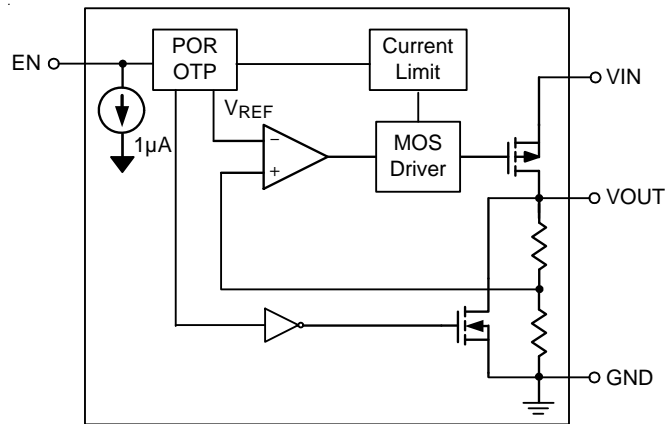 EN
POR
OTP
Current
Limit
VIN
1µA
VREF
−
+
MOS
Driver
VOUT
GND